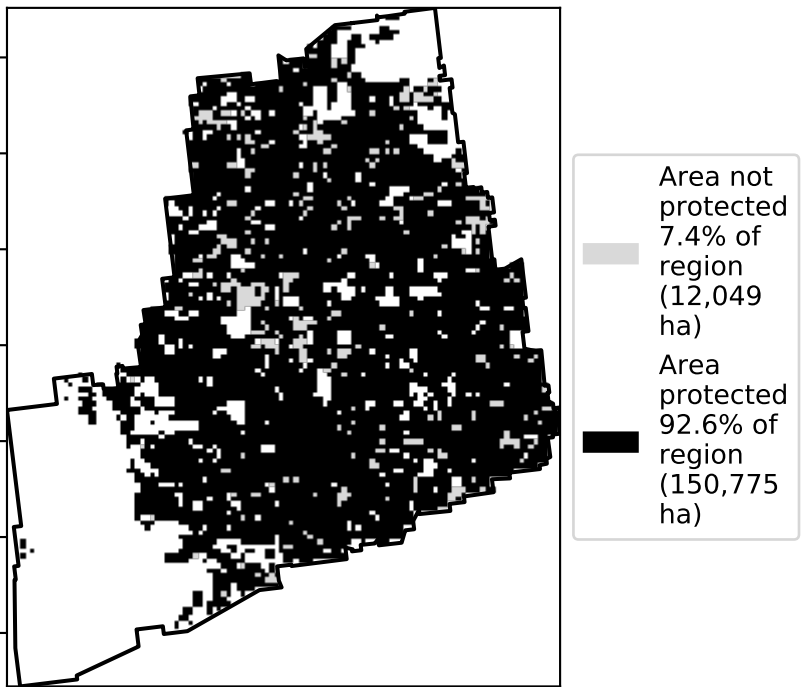 Area not
protected
7.4% of
region
(12,049
ha)
Area
protected
92.6% of
region
(150,775
ha)